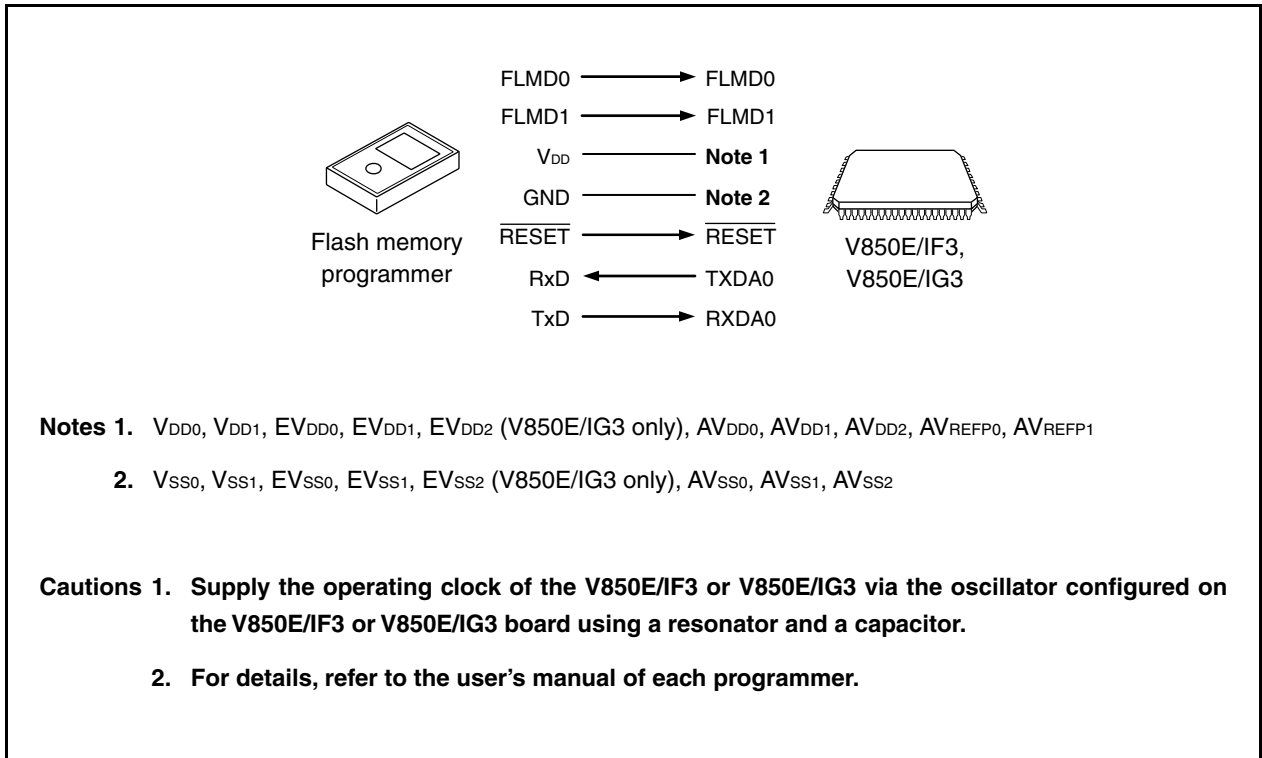 FLMD0 FLMD0
FLMD1 FLMD1
VDD Note 1
GND Note 2
RESET RESET
RxD TXDA0
TxD RXDA0
Flash memory
programmer
V850E/IF3,
V850E/IG3
Notes 1. VDD0, VDD1, EVDD0, EVDD1, EVDD2 (V850E/IG3 only), AVDD0, AVDD1, AVDD2, AVREFP0, AVREFP1
2. VSS0, VSS1, EVSS0, EVSS1, EVSS2 (V850E/IG3 only), AVSS0, AVSS1, AVSS2
Cautions 1. Supply the operating clock of the V850E/IF3 or V850E/IG3 via the oscillator configured on
the V850E/IF3 or V850E/IG3 board using a resonator and a capacitor.
2. For details, refer to the user's manual of each programmer.